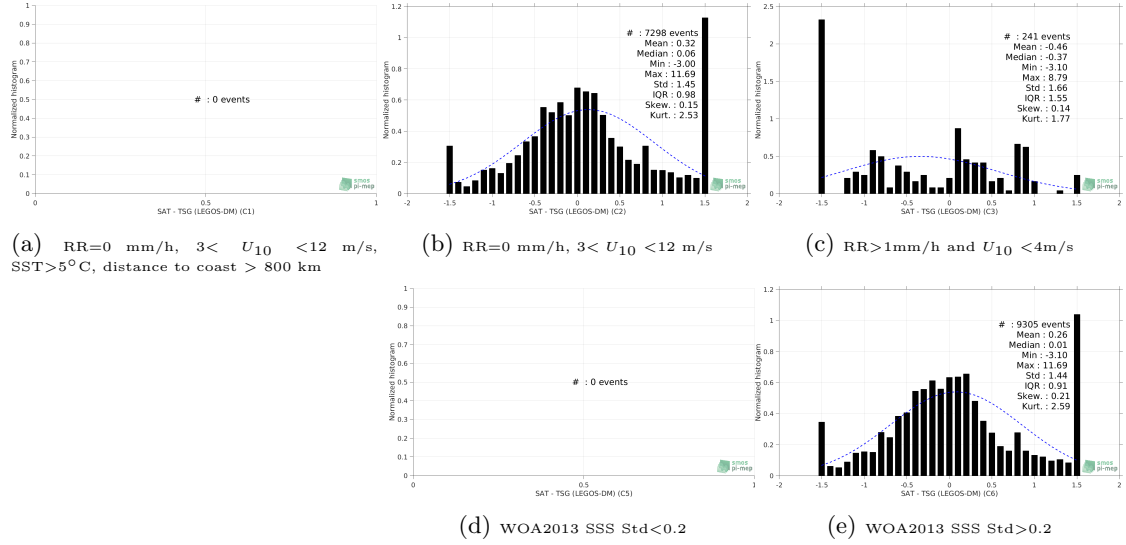 1
0.9
0.8
0.7
0.6
0.5
0.4
0.3
0.2
0.1
0
Normalized histogram
# : 0 events
0 0.5 1
SAT - TSG (LEGOS-DM) (C1)
smos
pi-mep
(a) RR=0 mm/h, 3< U10 <12 m/s,
SST>5°C, distance to coast > 800 km
1.2
1
0.8
0.6
0.4
0.2
0
Normalized histogram
# : 7298 events
Mean : 0.32
Median : 0.06
Min : -3.00
Max : 11.69
Std : 1.45
IQR : 0.98
Skew. : 0.15
Kurt. : 2.53
-2 -1.5 -1 -0.5 0 0.5 1 1.5 2
SAT - TSG (LEGOS-DM) (C2)
smos
pi-mep
(b) RR=0 mm/h, 3< U10 <12 m/s
2.5
2
1.5
1
0.5
0
Normalized histogram
# : 241 events
Mean : -0.46
Median : -0.37
Min : -3.10
Max : 8.79
Std : 1.66
IQR : 1.55
Skew. : 0.14
Kurt. : 1.77
-2 -1.5 -1 -0.5 0 0.5 1 1.5 2
SAT - TSG (LEGOS-DM) (C3)
smos
pi-mep
(c) RR>1mm/h and U10 <4m/s
1
0.9
0.8
0.7
0.6
0.5
0.4
0.3
0.2
0.1
0
Normalized histogram
# : 0 events
0 0.5 1
SAT - TSG (LEGOS-DM) (C5)
smos
pi-mep
(d) WOA2013 SSS Std<0.2
1.2
1
0.8
0.6
0.4
0.2
0
Normalized histogram
# : 9305 events
Mean : 0.26
Median : 0.01
Min : -3.10
Max : 11.69
Std : 1.44
IQR : 0.91
Skew. : 0.21
Kurt. : 2.59
-2 -1.5 -1 -0.5 0 0.5 1 1.5 2
SAT - TSG (LEGOS-DM) (C6)
smos
pi-mep
(e) WOA2013 SSS Std>0.2